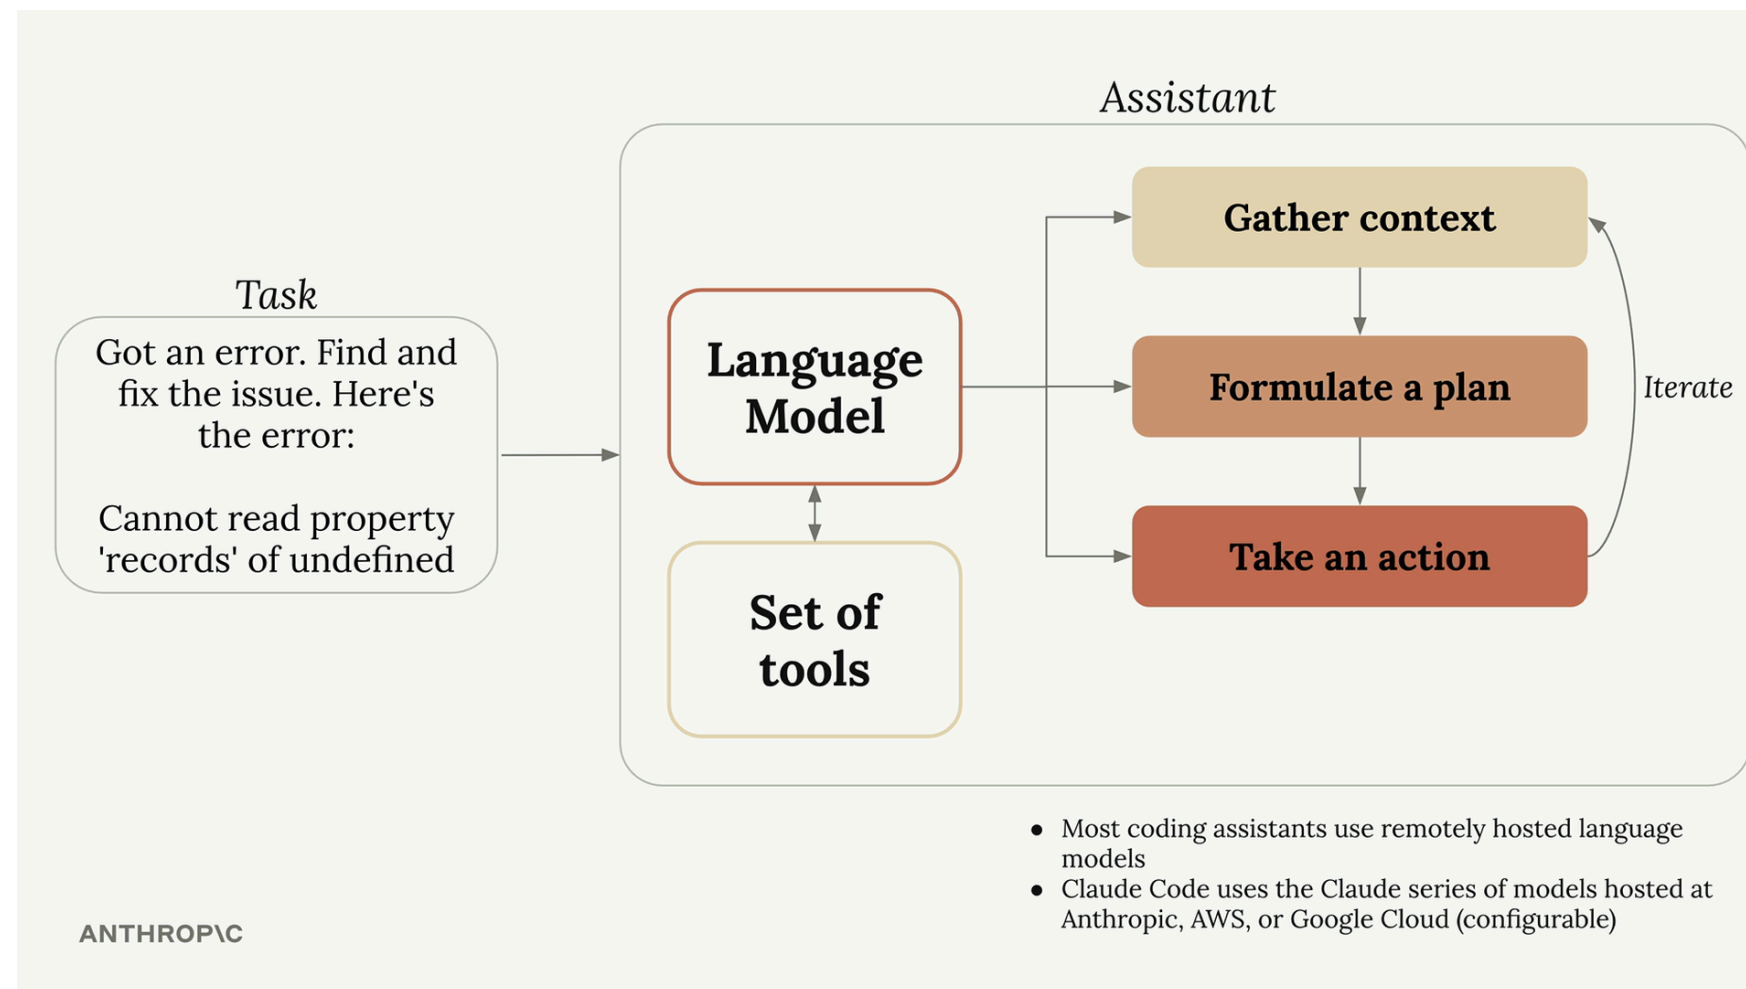 Assistant
Task
Got an error. Find and
fix the issue. Here's
the error:
Cannot read property
'records' of undefined
Language
Model
Set of
tools
Gather context
Formulate a plan
Take an action
Iterate
● Most coding assistants use remotely hosted language
models
● Claude Code uses the Claude series of models hosted at
Anthropic, AWS, or Google Cloud (configurable)
ANTHROP\C